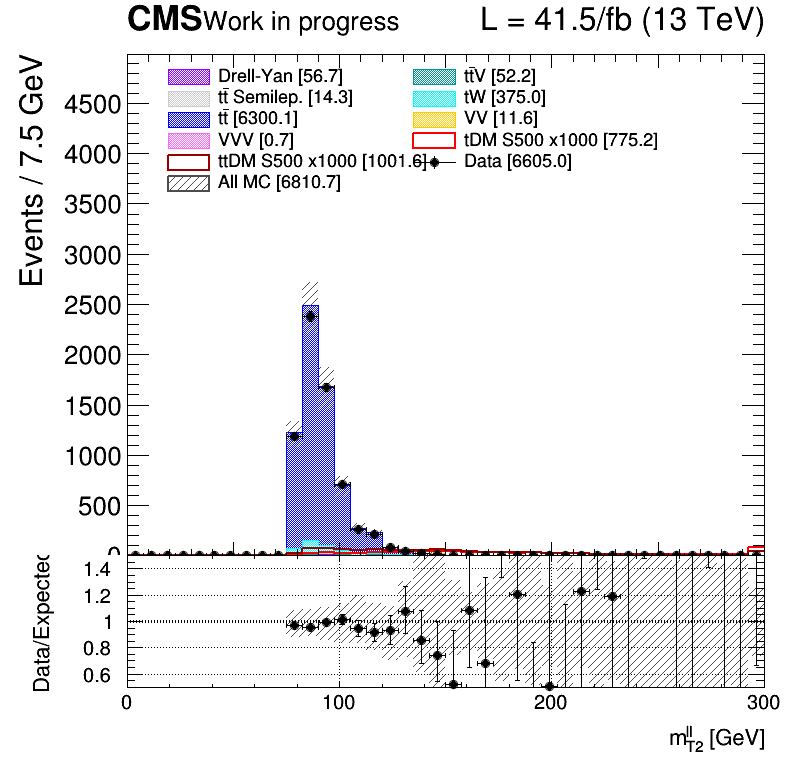 CMS Work in progress L = 41.5/fb (13 TeV)
Events / 7.5 GeV
4500
4000
3500
3000
2500
2000
1500
1000
500
0
Drell-Yan [56.7]
tt̄V [52.2]
tt̄ Semilep. [14.3]
tW [375.0]
tt̄ [6300.1]
VV [11.6]
VVV [0.7]
tDM S500 x1000 [775.2]
ttDM S500 x1000 [1001.6]
Data [6605.0]
All MC [6810.7]
Data/Expected
1.4
1.2
1
0.8
0.6
0 100 200 300
m_T2^ll [GeV]